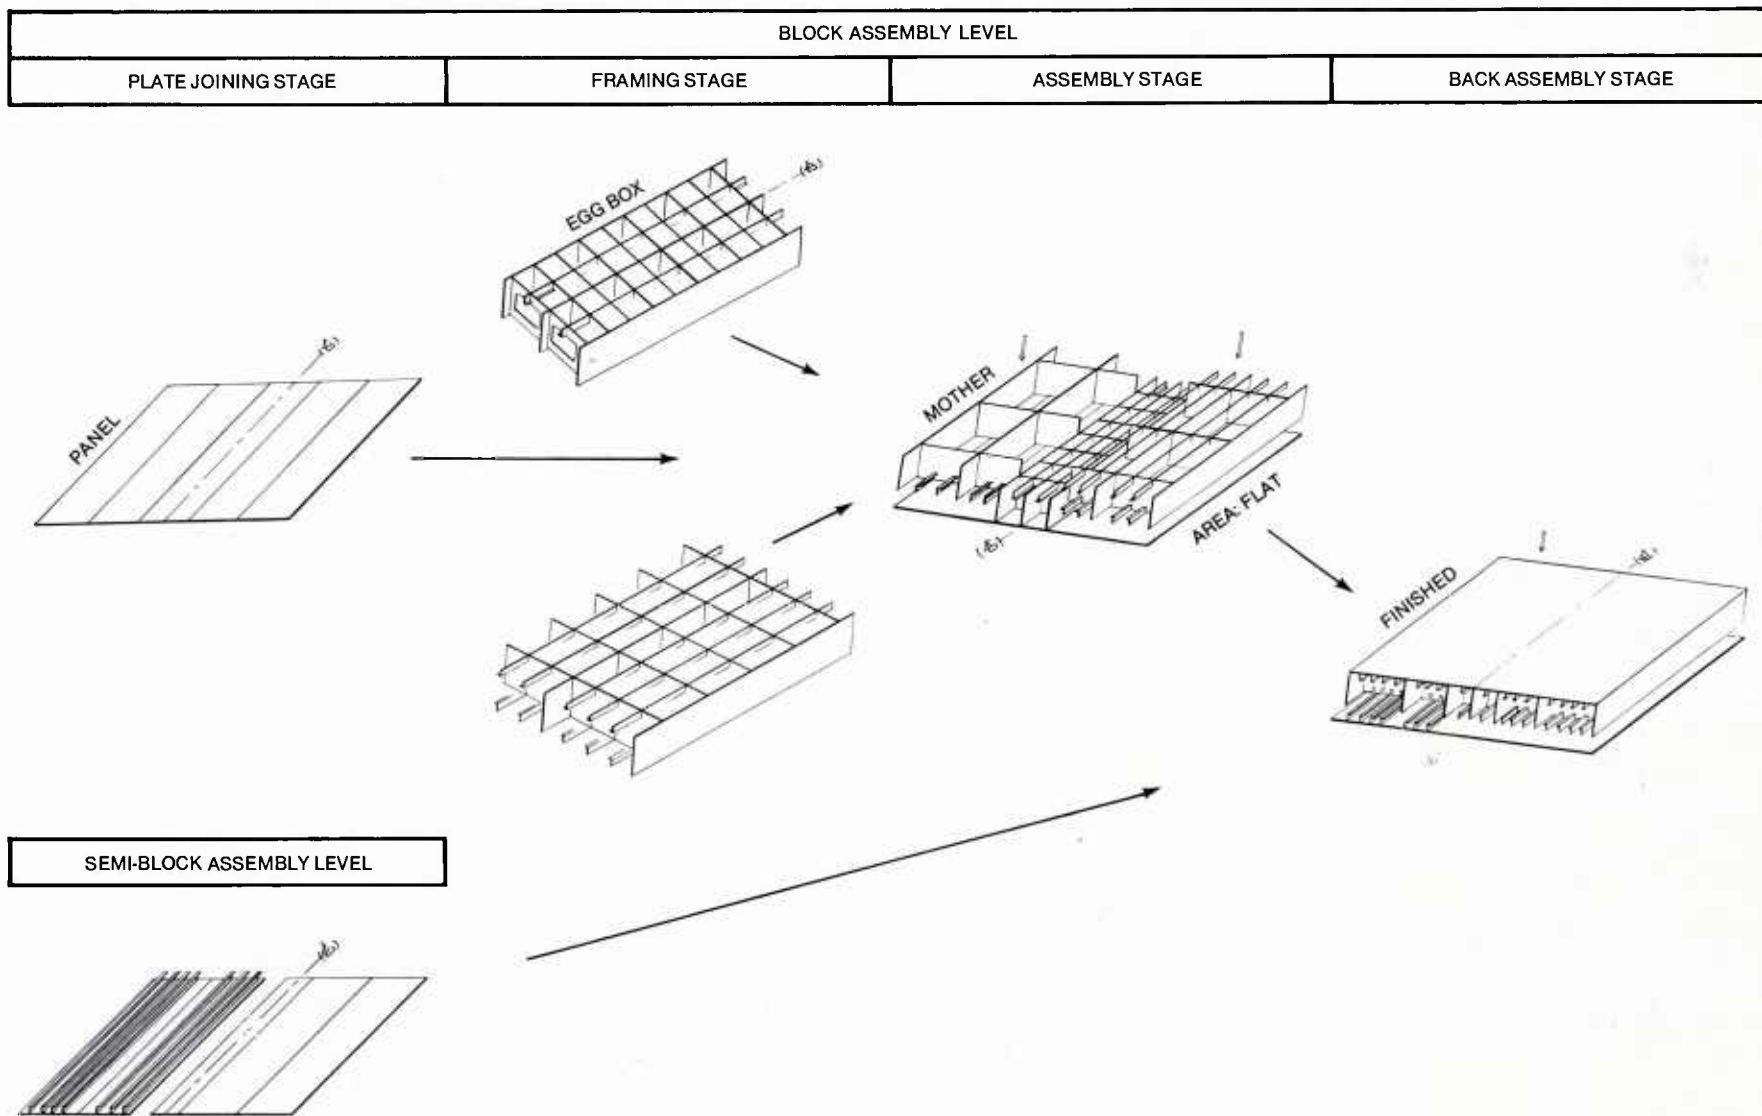 BLOCK ASSEMBLY LEVEL
PLATE JOINING STAGE
FRAMING STAGE
ASSEMBLY STAGE
BACK ASSEMBLY STAGE
EGG BOX
PANEL
MOTHER
AREA: FLAT
FINISHED
SEMI-BLOCK ASSEMBLY LEVEL